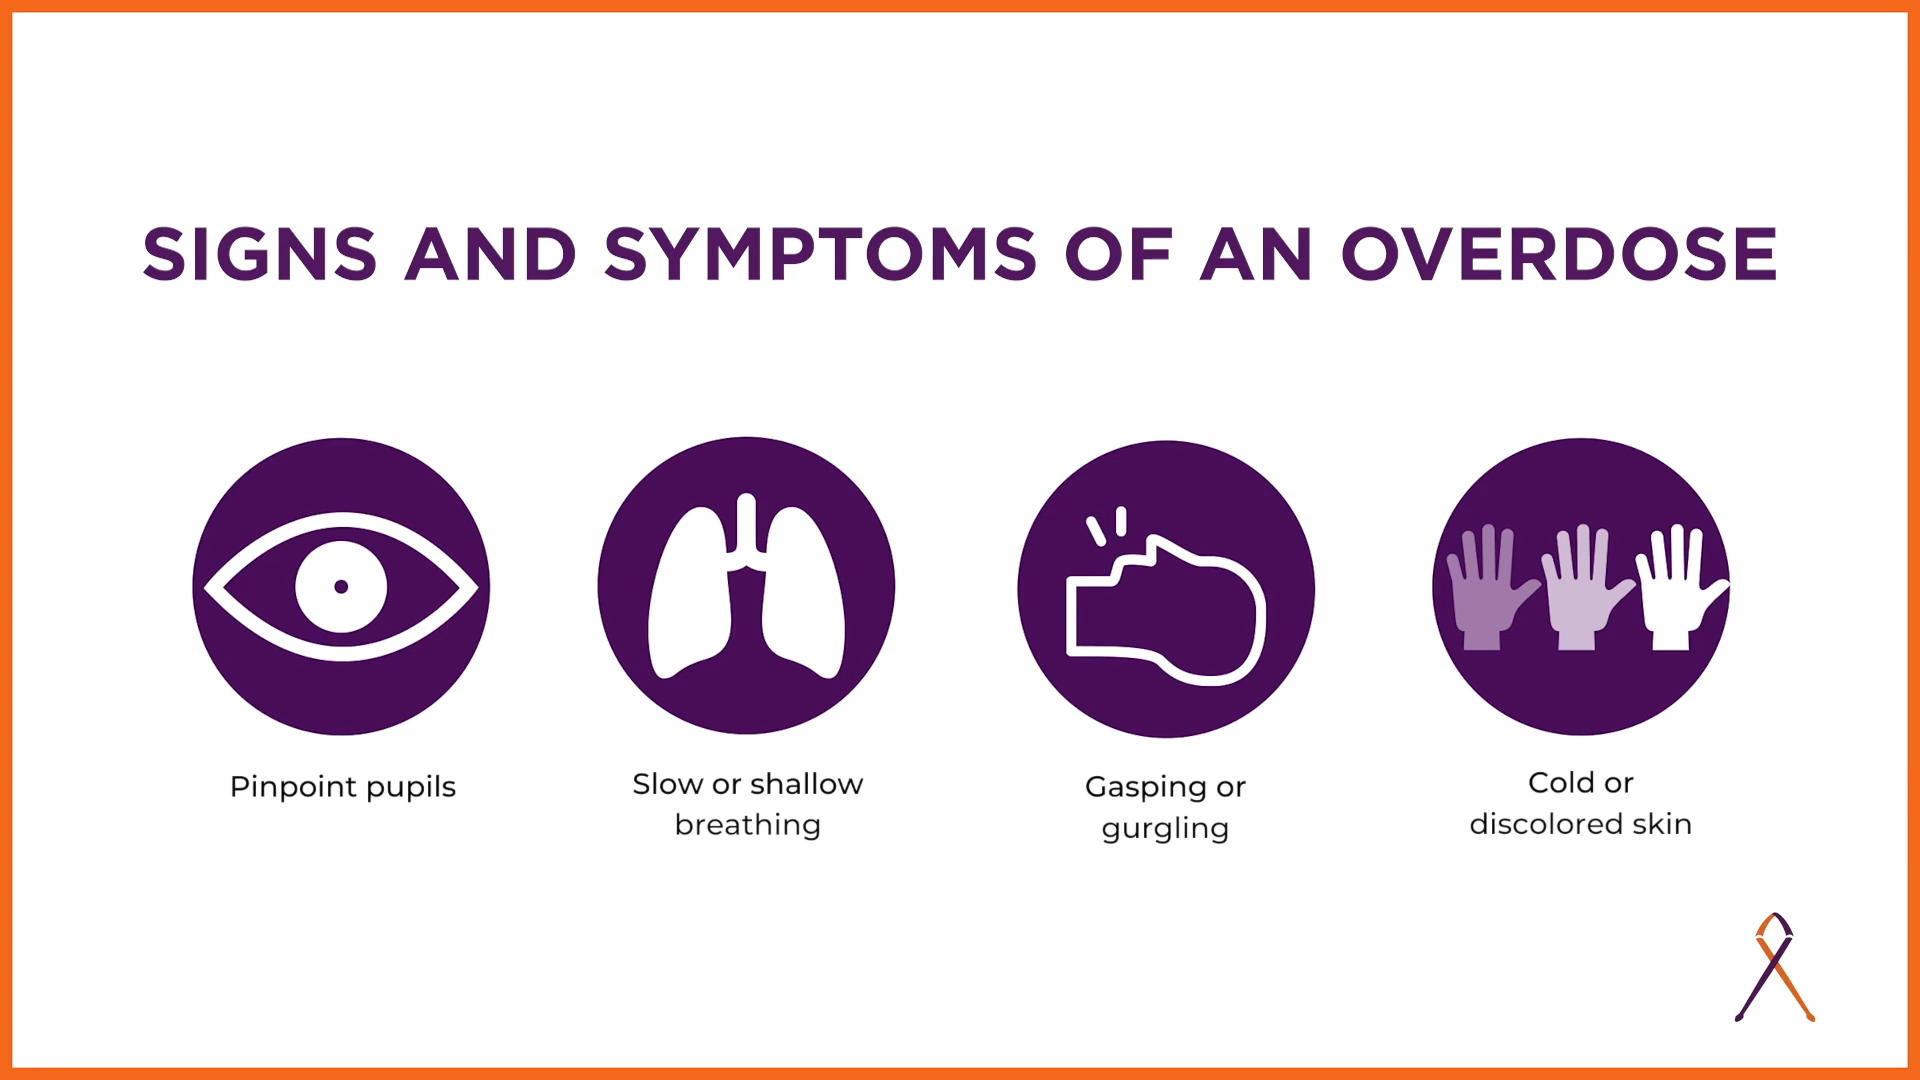 SIGNS AND SYMPTOMS OF AN OVERDOSE
Pinpoint pupils
Slow or shallow
breathing
Gasping or
gurgling
Cold or
discolored skin